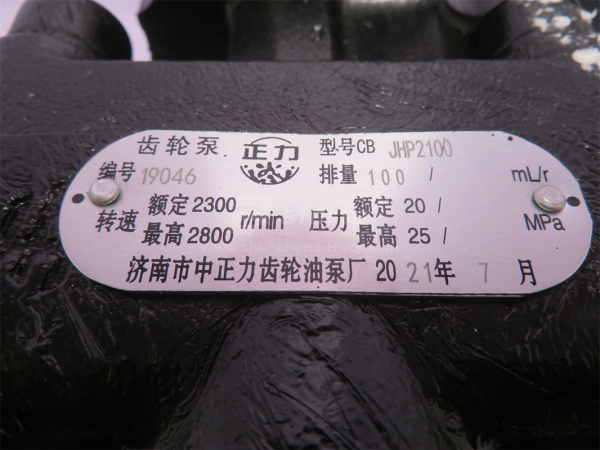 齿轮泵 正力 型号CB JHP2100
编号 19046 排量 100 / mL/r
转速 额定 2300 r/min 压力 额定 20 / MPa
最高 2800 最高 25 /
济南市中正力齿轮油泵厂 2021年 7 月